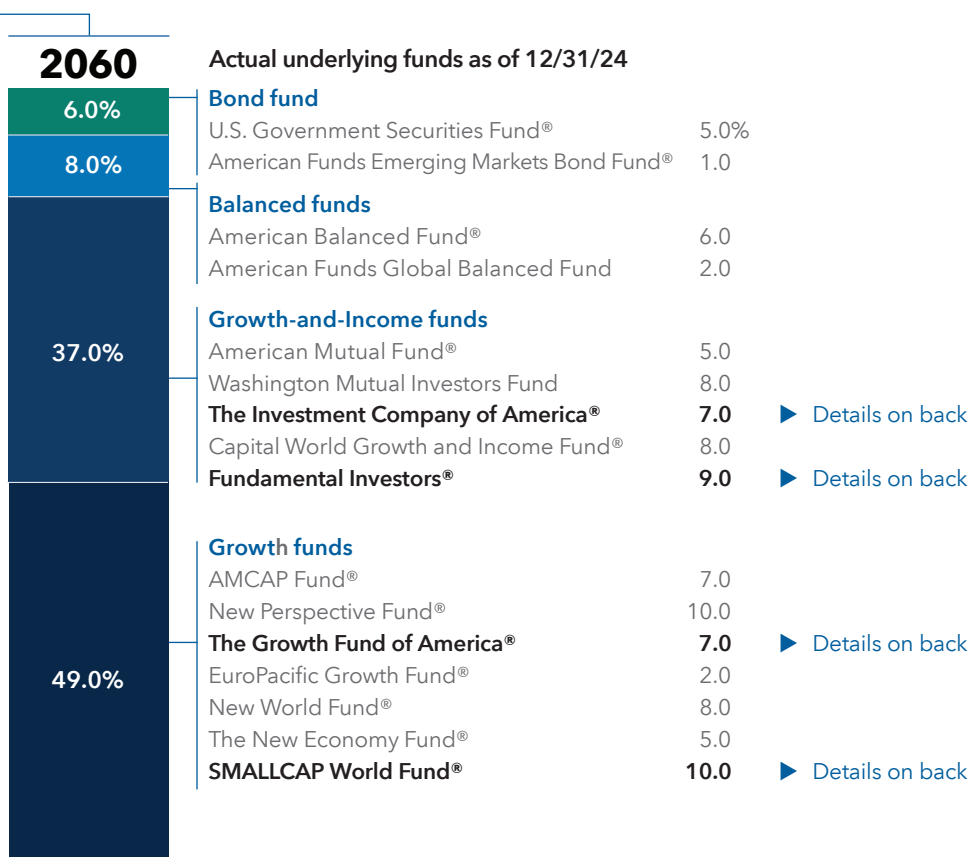 2060
Actual underlying funds as of 12/31/24
6.0%
Bond fund
U.S. Government Securities Fund® 5.0%
American Funds Emerging Markets Bond Fund® 1.0
8.0%
Balanced funds
American Balanced Fund® 6.0
American Funds Global Balanced Fund 2.0
37.0%
Growth-and-Income funds
American Mutual Fund® 5.0
Washington Mutual Investors Fund 8.0
The Investment Company of America® 7.0 ▶ Details on back
Capital World Growth and Income Fund® 8.0
Fundamental Investors® 9.0 ▶ Details on back
49.0%
Growth funds
AMCAP Fund® 7.0
New Perspective Fund® 10.0
The Growth Fund of America® 7.0 ▶ Details on back
EuroPacific Growth Fund® 2.0
New World Fund® 8.0
The New Economy Fund® 5.0
SMALLCAP World Fund® 10.0 ▶ Details on back